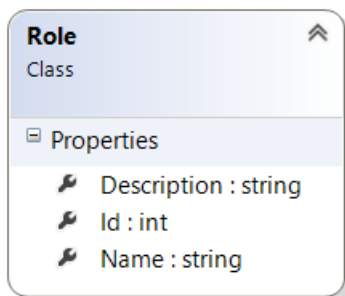 Role
Class
Properties
Description : string
Id : int
Name : string